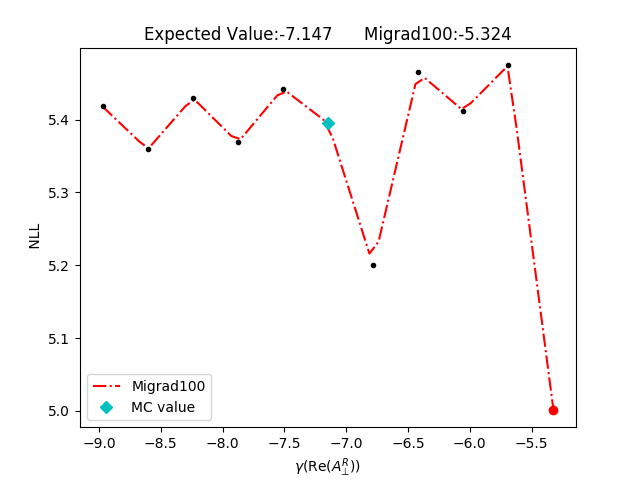 Expected Value:-7.147 Migrad100:-5.324
5.4
5.3
5.2
5.1
5.0
NLL
Migrad100
MC value
−9.0 −8.5 −8.0 −7.5 −7.0 −6.5 −6.0 −5.5
γ(Re(A_⊥^R))